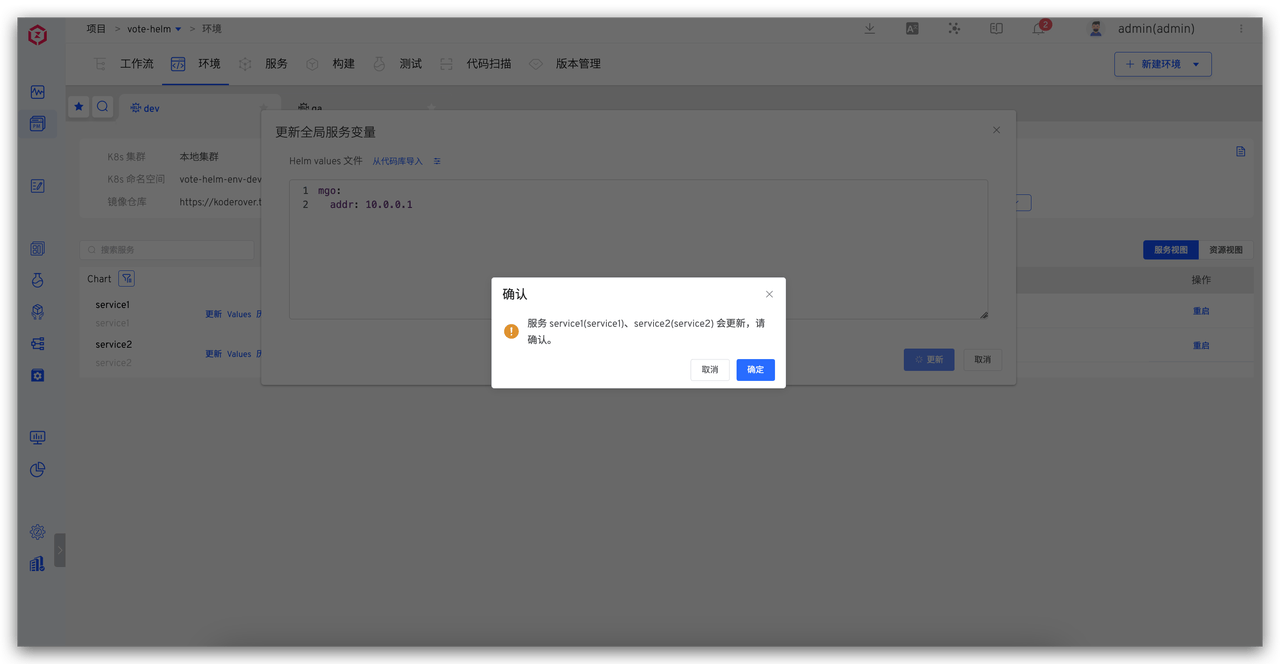 项目 > vote-helm > 环境
2
admin(admin)
工作流 环境 服务 构建 测试 代码扫描 版本管理
+ 新建环境
dev
qa
更新全局服务变量
Helm values 文件 从代码库导入
1 mgo:
2 addr: 10.0.0.1
K8s 集群 本地集群
K8s 命名空间 vote-helm-env-dev
镜像仓库 https://koderover.t
搜索服务
服务视图 资源视图
Chart
操作
service1
service1
更新 Values
重启
service2
service2
更新 Values
重启
确认
服务 service1(service1)、service2(service2) 会更新，请
确认。
取消 确定
更新 取消